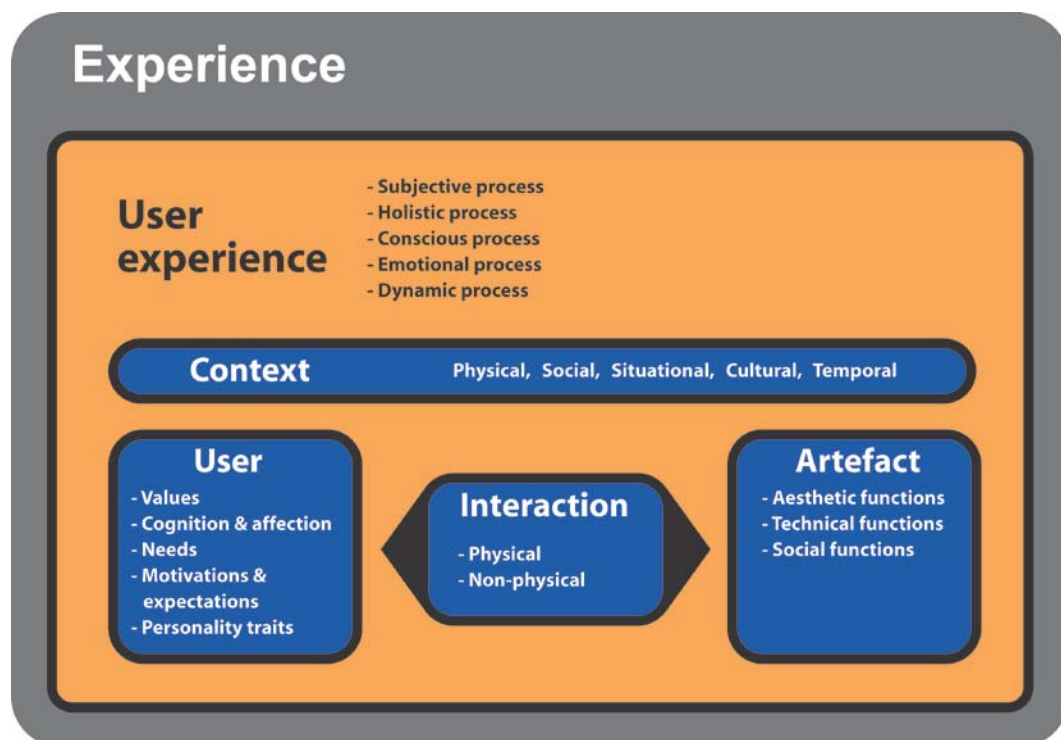 Experience
User
experience
- Subjective process
- Holistic process
- Conscious process
- Emotional process
- Dynamic process
Context
Physical, Social, Situational, Cultural, Temporal
User
- Values
- Cognition & affection
- Needs
- Motivations &
expectations
- Personality traits
Interaction
- Physical
- Non-physical
Artefact
- Aesthetic functions
- Technical functions
- Social functions